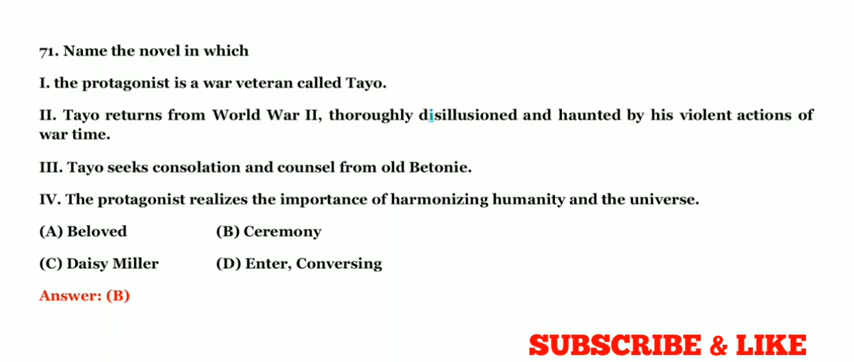 71. Name the novel in which
I. the protagonist is a war veteran called Tayo.
II. Tayo returns from World War II, thoroughly disillusioned and haunted by his violent actions of
war time.
III. Tayo seeks consolation and counsel from old Betonie.
IV. The protagonist realizes the importance of harmonizing humanity and the universe.
(A) Beloved (B) Ceremony
(C) Daisy Miller (D) Enter, Conversing
Answer: (B)
SUBSCRIBE & LIKE